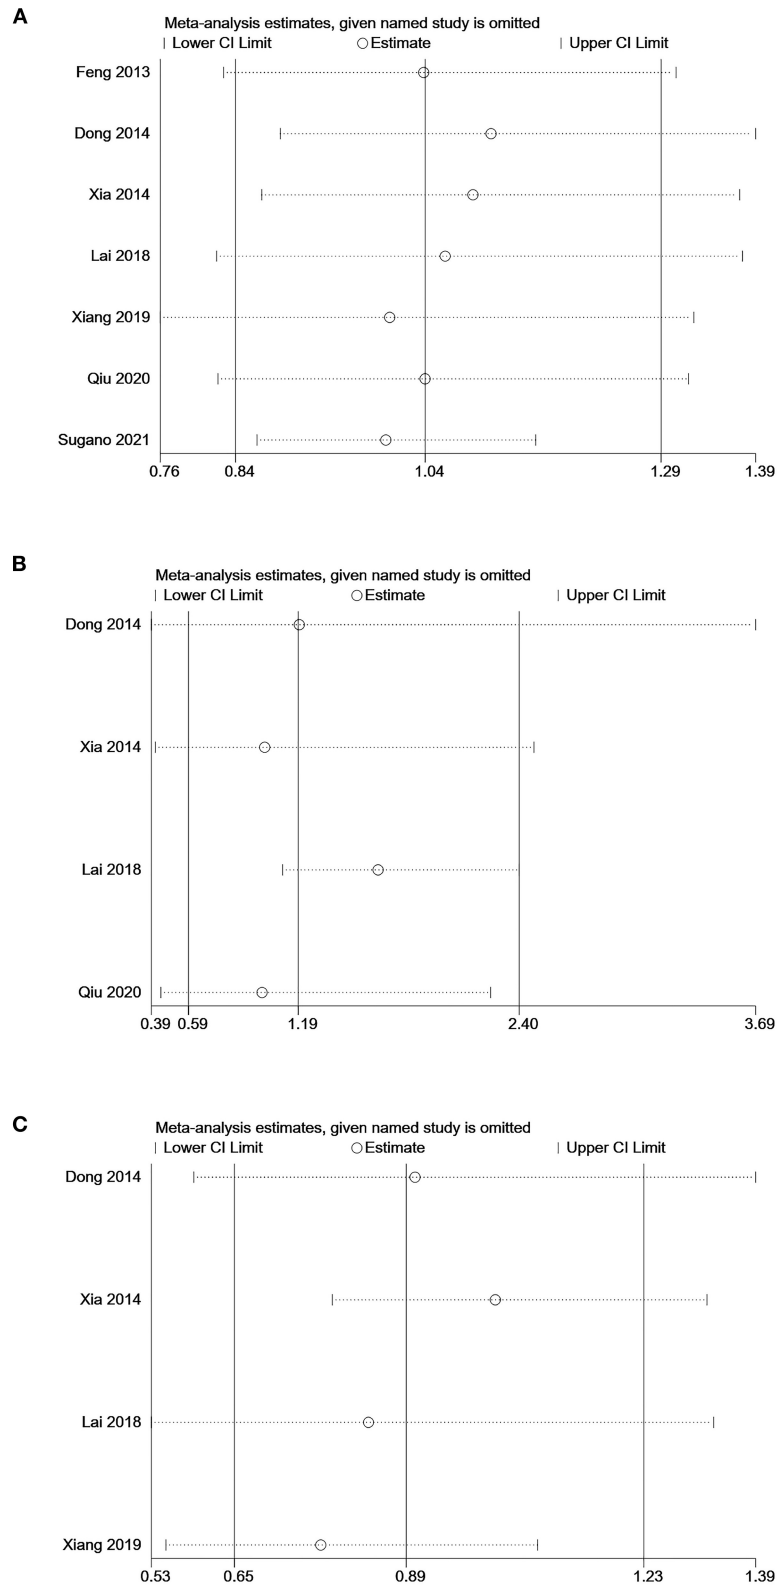 A
Meta-analysis estimates, given named study is omitted
| Lower CI Limit ○ Estimate | Upper CI Limit
Feng 2013
Dong 2014
Xia 2014
Lai 2018
Xiang 2019
Qiu 2020
Sugano 2021
0.76 0.84 1.04 1.29 1.39
B
Meta-analysis estimates, given named study is omitted
| Lower CI Limit ○ Estimate | Upper CI Limit
Dong 2014
Xia 2014
Lai 2018
Qiu 2020
0.39 0.59 1.19 2.40 3.69
C
Meta-analysis estimates, given named study is omitted
| Lower CI Limit ○ Estimate | Upper CI Limit
Dong 2014
Xia 2014
Lai 2018
Xiang 2019
0.53 0.65 0.89 1.23 1.39